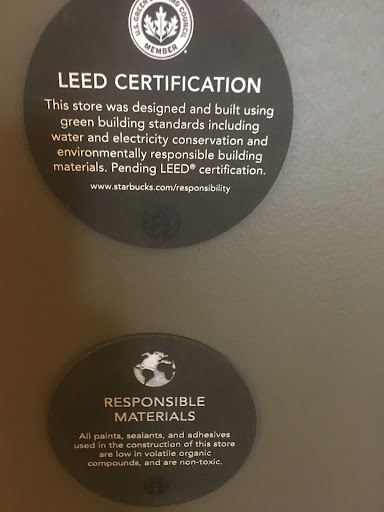 U.S. GREEN BUILDING COUNCIL
MEMBER
LEED CERTIFICATION
This store was designed and built using
green building standards including
water and electricity conservation and
environmentally responsible building
materials. Pending LEED® certification.
www.starbucks.com/responsibility
RESPONSIBLE
MATERIALS
All paints, sealants, and adhesives
used in the construction of this store
are low in volatile organic
compounds, and are non-toxic.